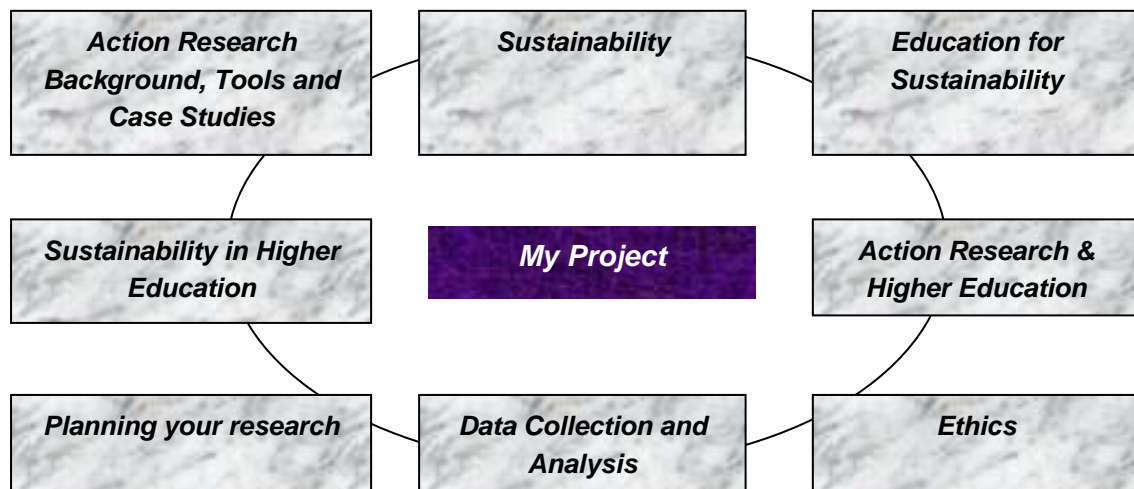 Action Research
Background, Tools and
Case Studies
Sustainability
Education for
Sustainability
Sustainability in Higher
Education
My Project
Action Research &
Higher Education
Planning your research
Data Collection and
Analysis
Ethics